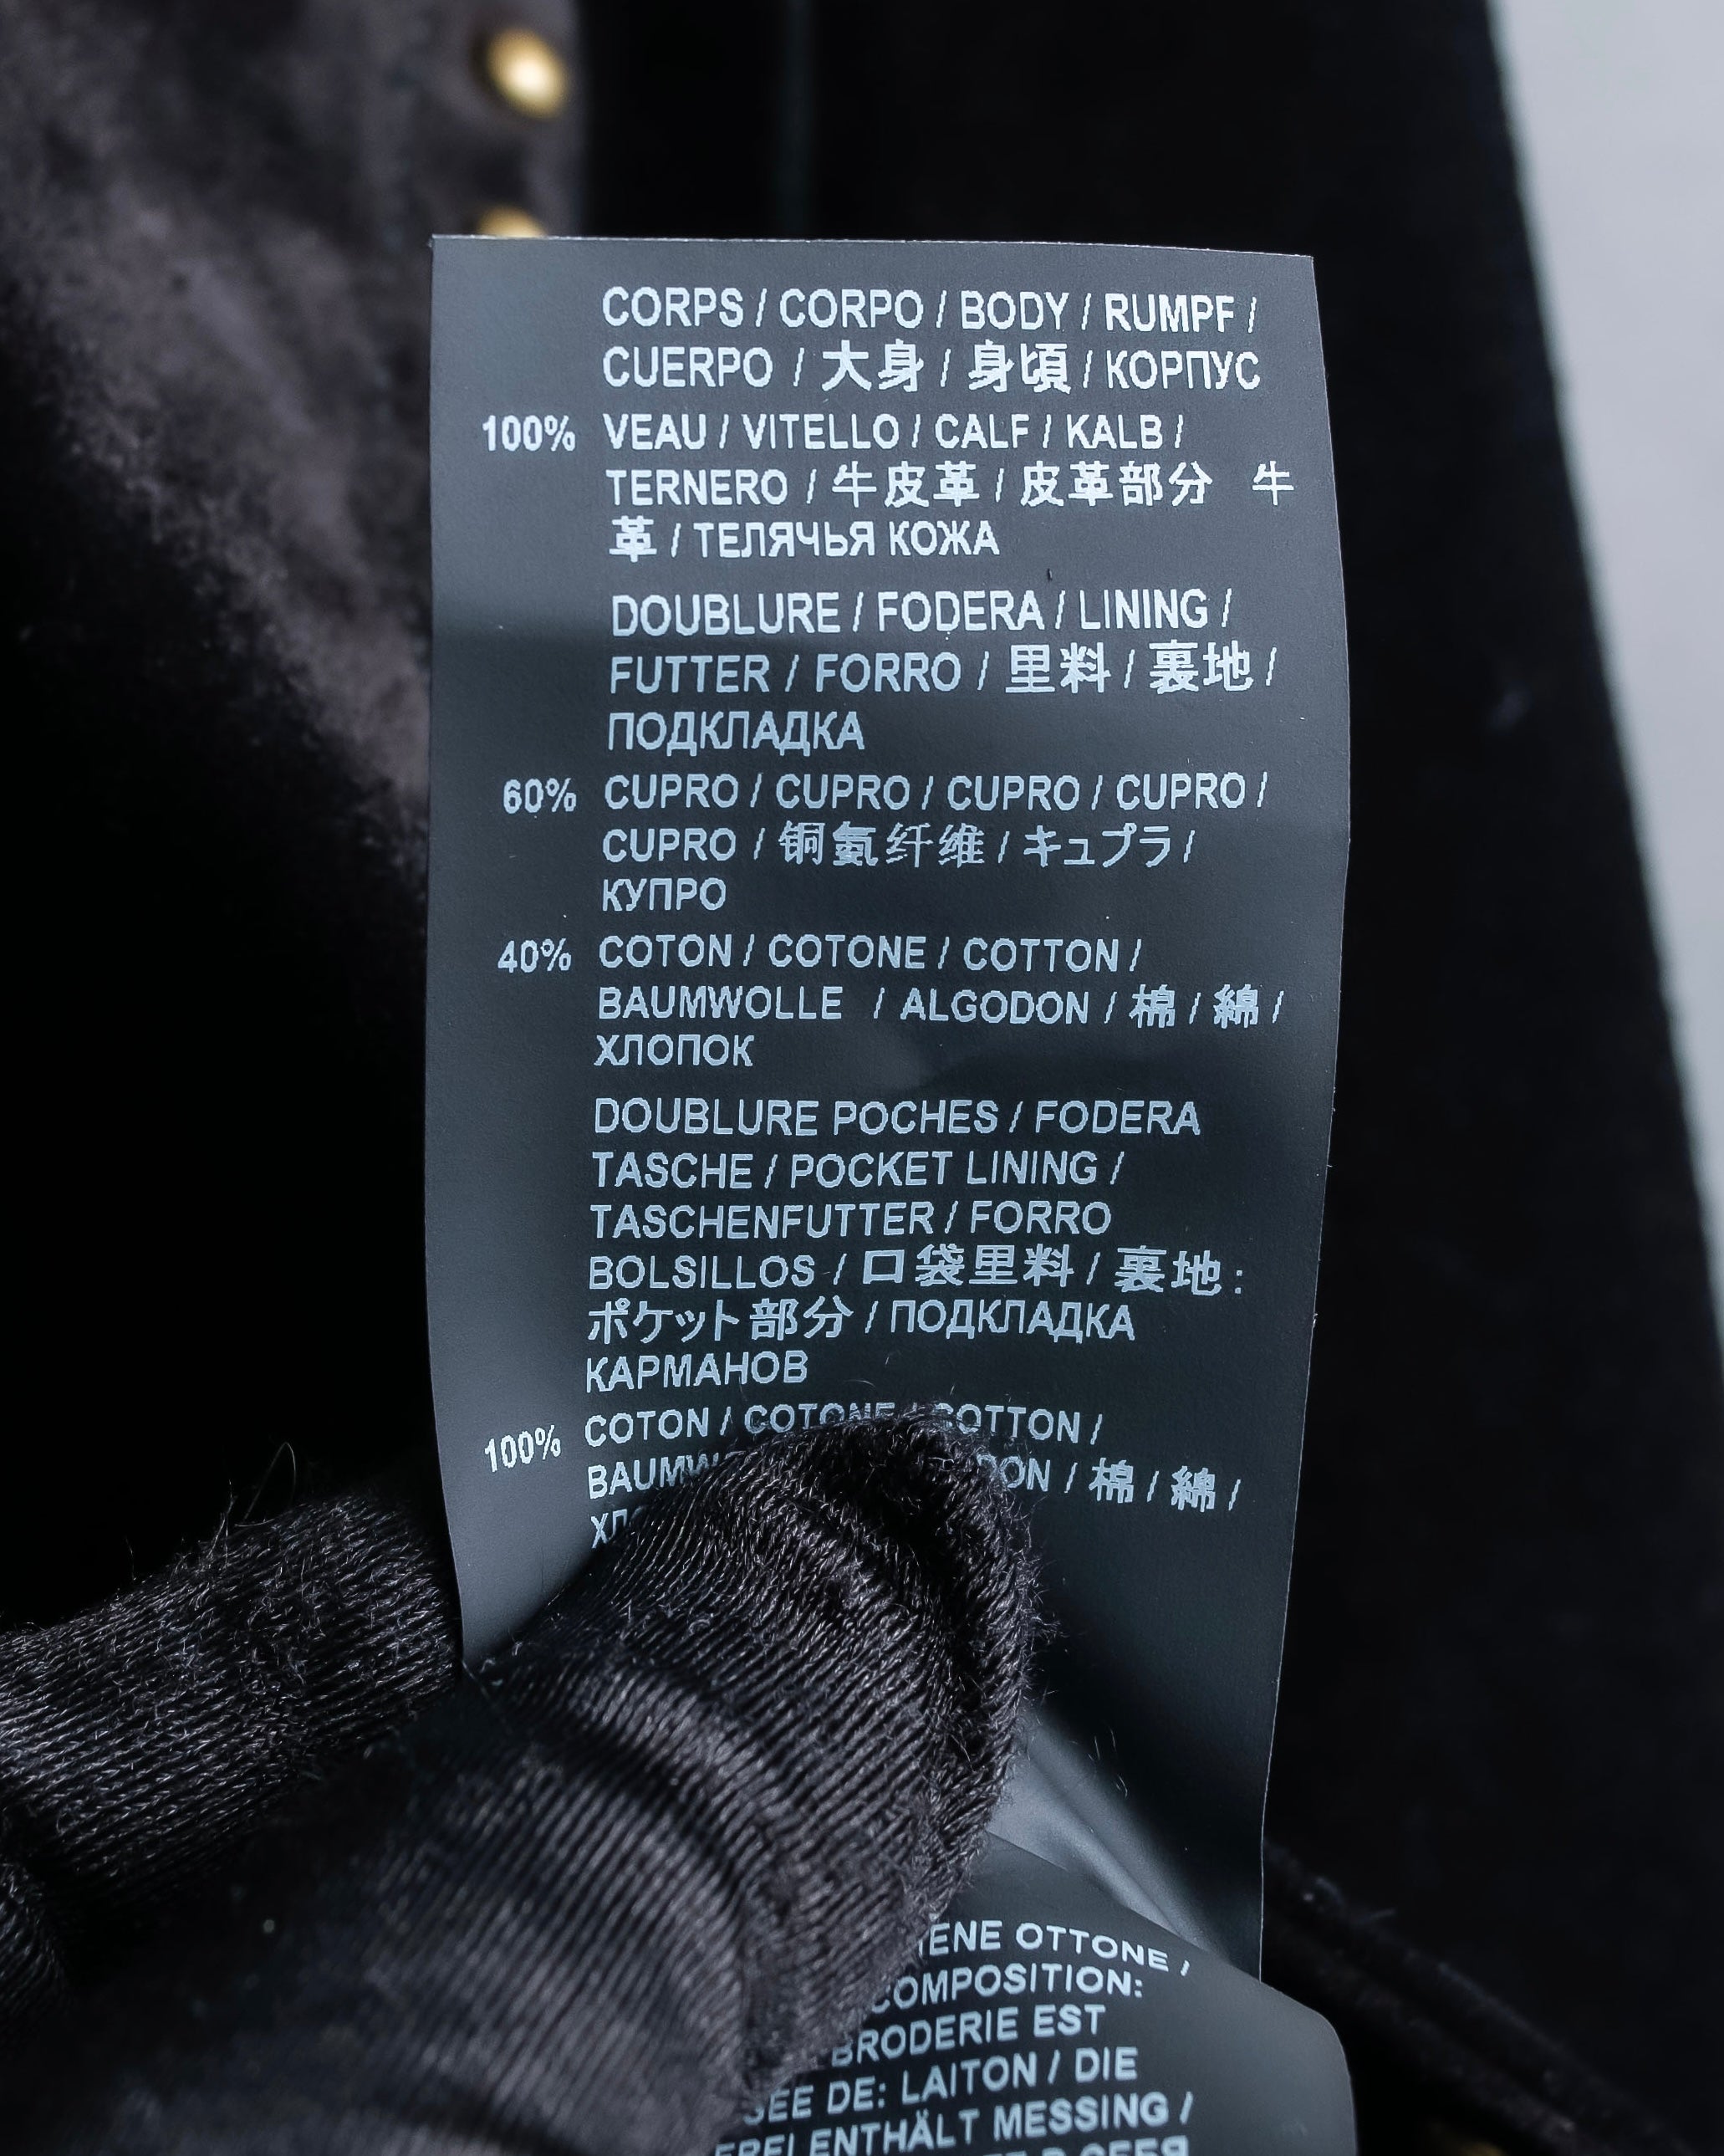 CORPS / CORPO / BODY / RUMPF /
CUERPO / 大身 / 身頃 / КОРПУС
100% VEAU / VITELLO / CALF / KALB /
TERNERO / 牛皮革 / 皮革部分 牛
革 / ТЕЛЯЧЬЯ КОЖА
DOUBLURE / FODERA / LINING /
FUTTER / FORRO / 里料 / 裏地 /
ПОДКЛАДКА
60% CUPRO / CUPRO / CUPRO / CUPRO /
CUPRO / 铜氨纤维 / キュプラ /
КУПРО
40% COTON / COTONE / COTTON /
BAUMWOLLE / ALGODON / 棉 / 綿 /
ХЛОПОК
DOUBLURE POCHES / FODERA
TASCHE / POCKET LINING /
TASCHENFUTTER / FORRO
BOLSILLOS / 口袋里料 / 裏地:
ポケット部分 / ПОДКЛАДКА
КАРМАНОВ
100% COTON / COTONE / COTTON /
/ 棉 / 綿 /
OTTONE /
COMPOSITION:
BRODERIE EST
DE: LAITON / DIE
ENTHÄLT MESSING /